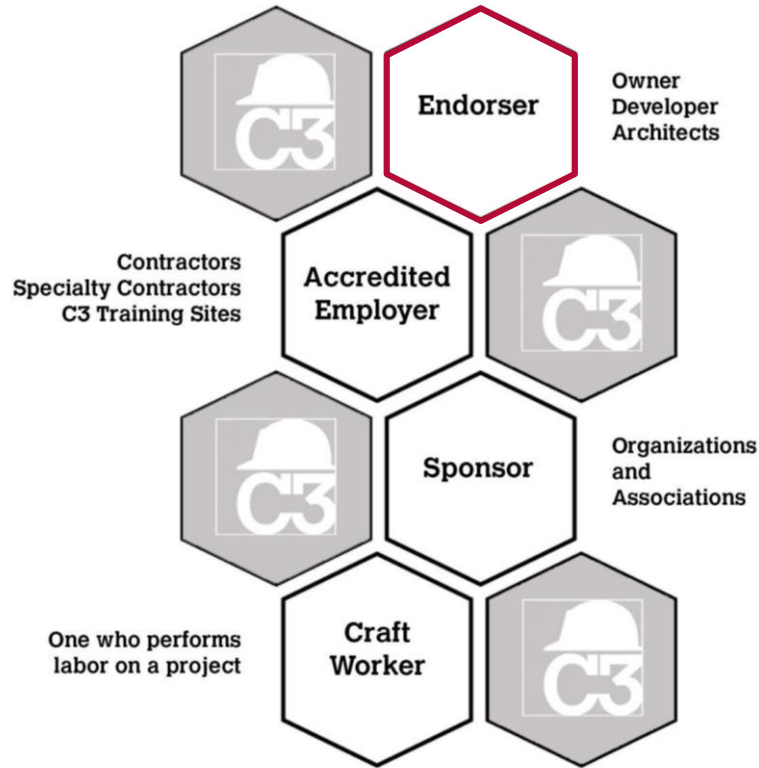 C3
Endorser
Owner
Developer
Architects
Contractors
Specialty Contractors
C3 Training Sites
Accredited
Employer
C3
C3
Sponsor
Organizations
and
Associations
One who performs
labor on a project
Craft
Worker
C3